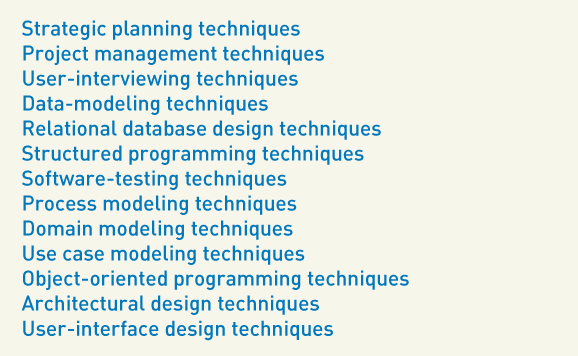 Strategic planning techniques
Project management techniques
User-interviewing techniques
Data-modeling techniques
Relational database design techniques
Structured programming techniques
Software-testing techniques
Process modeling techniques
Domain modeling techniques
Use case modeling techniques
Object-oriented programming techniques
Architectural design techniques
User-interface design techniques